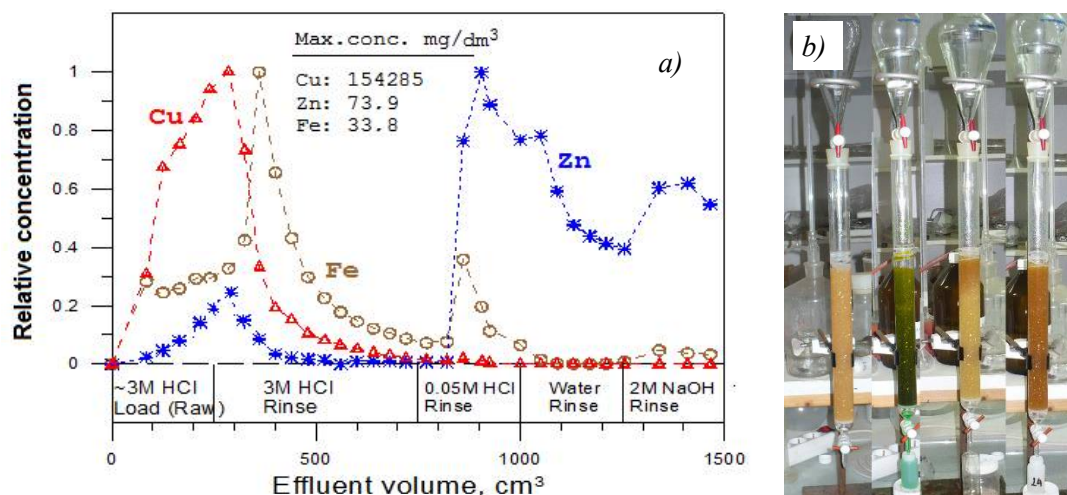 Max.conc. mg/dm³
Cu: 154285
Zn: 73.9
Fe: 33.8
a)
b)
Relative concentration
1
0.8
0.6
0.4
0.2
0
Cu
Fe
Zn
~3M HCl
Load (Raw)
3M HCl
Rinse
0.05M HCl
Rinse
Water
Rinse
2M NaOH
Rinse
0 500 1000 1500
Effluent volume, cm³
14